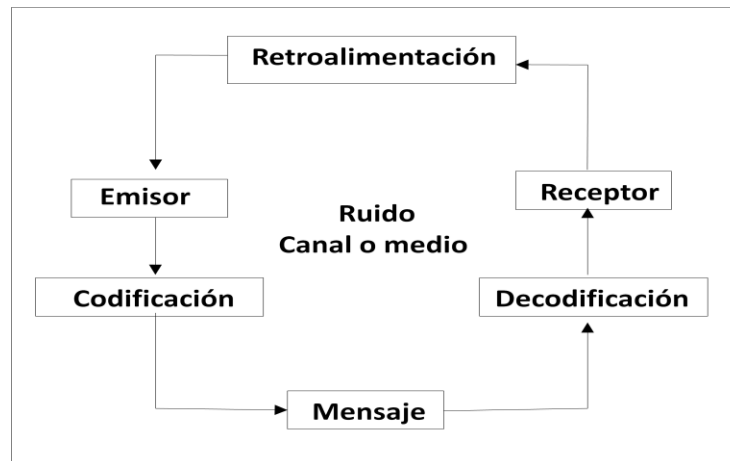 Retroalimentación
Emisor
Receptor
Ruido
Canal o medio
Codificación
Decodificación
Mensaje